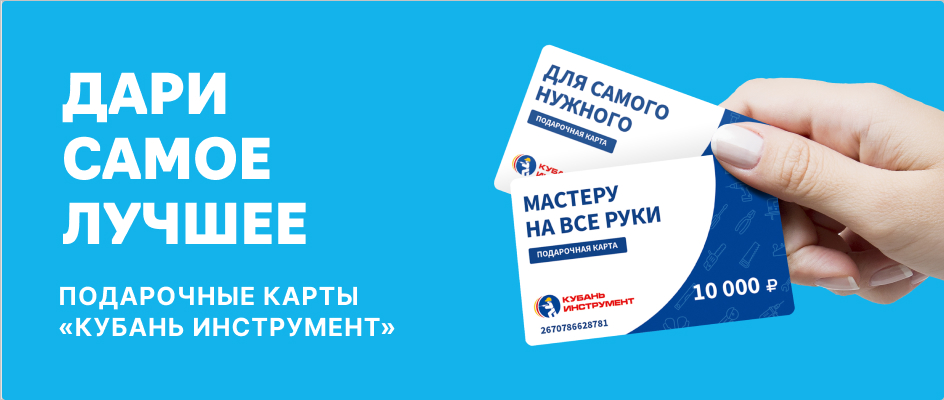 ДАРИ
САМОЕ
ЛУЧШЕЕ
ПОДАРОЧНЫЕ КАРТЫ
«КУБАНЬ ИНСТРУМЕНТ»
ДЛЯ САМОГО
НУЖНОГО
ПОДАРОЧНАЯ КАРТА
МАСТЕРУ
НА ВСЕ РУКИ
ПОДАРОЧНАЯ КАРТА
КУБАНЬ
ИНСТРУМЕНТ
10 000 ₽
2670786628781